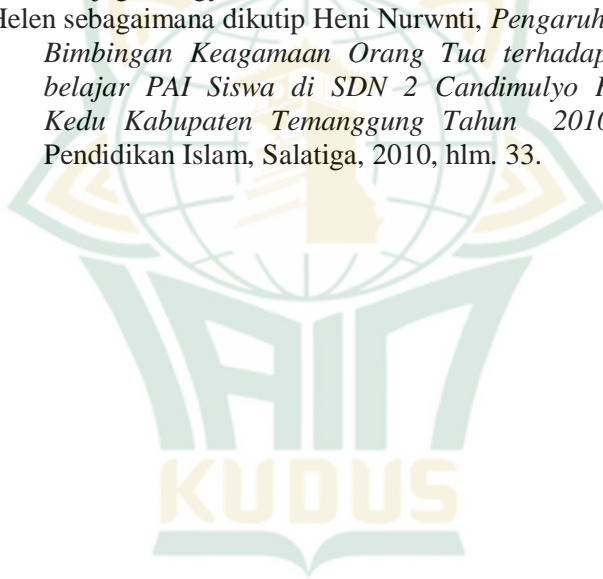 Helen sebagaimana dikutip Heni Nurwnti, Pengaruh
Bimbingan Keagamaan Orang Tua terhadap
belajar PAI Siswa di SDN 2 Candimulyo
Kedu Kabupaten Temanggung Tahun 2010
Pendidikan Islam, Salatiga, 2010, hlm. 33.
IAIN
KUDUS